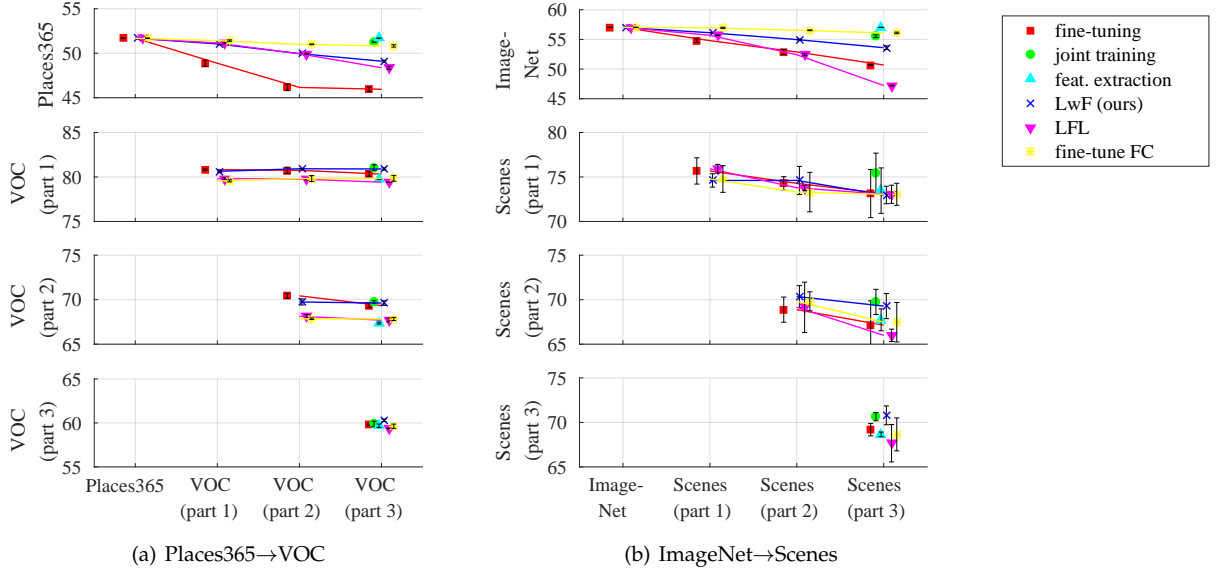 55
50
45
Places365
85
80
75
VOC
(part 1)
75
70
65
VOC
(part 2)
65
60
55
VOC
(part 3)
Places365
VOC
(part 1)
VOC
(part 2)
VOC
(part 3)
(a) Places365→VOC
60
55
50
45
Image-
Net
80
75
70
Scenes
(part 1)
75
70
65
Scenes
(part 2)
75
70
65
Scenes
(part 3)
Image-
Net
Scenes
(part 1)
Scenes
(part 2)
Scenes
(part 3)
(b) ImageNet→Scenes
fine-tuning
joint training
feat. extraction
LwF (ours)
LFL
fine-tune FC